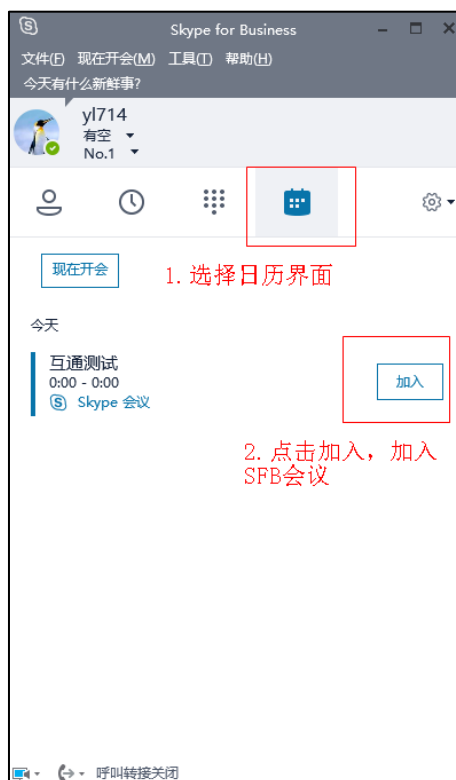 Skype for Business
文件(F) 现在开会(M) 工具(T) 帮助(H)
今天有什么新鲜事?
yl714
有空
No.1
现在开会
1. 选择日历界面
今天
互通测试
0:00 - 0:00
Skype 会议
加入
2. 点击加入，加入
SFB会议
呼叫转接关闭